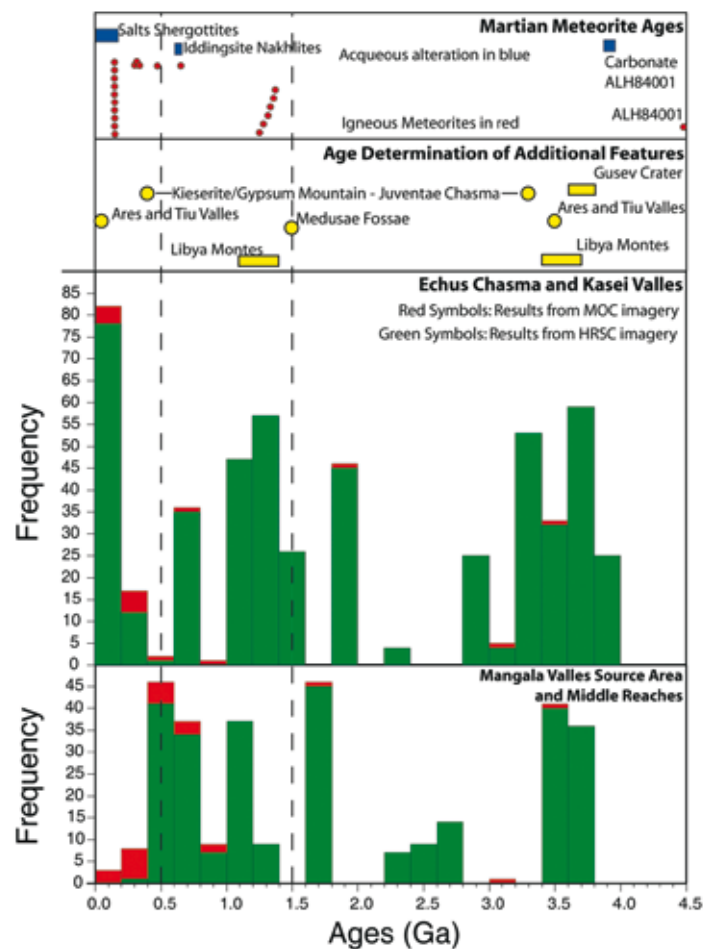 Martian Meteorite Ages
Salts Shergottites
Iddingsite Nakhlites
Acqueous alteration in blue
Carbonate
ALH84001
ALH84001
Igneous Meteorites in red
Age Determination of Additional Features
Gusev Crater
Kieserite/Gypsum Mountain - Juventae Chasma
Ares and Tiu Valles
Medusae Fossae
Ares and Tiu Valles
Libya Montes
Libya Montes
Echus Chasma and Kasei Valles
Red Symbols: Results from MOC imagery
Green Symbols: Results from HRSC imagery
Frequency
85
80
75
70
65
60
55
50
45
40
35
30
25
20
15
10
5
0
Mangala Valles Source Area
and Middle Reaches
Frequency
45
40
35
30
25
20
15
10
5
0
0.0 0.5 1.0 1.5 2.0 2.5 3.0 3.5 4.0 4.5
Ages (Ga)